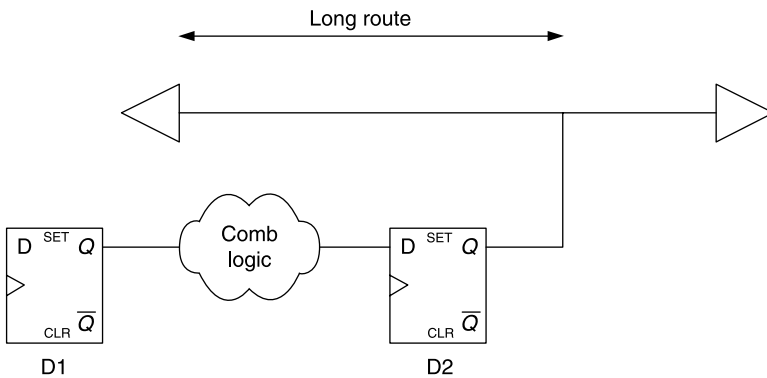 Long route
D SET Q
Q̅
CLR
D1
Comb
logic
D SET Q
Q̅
CLR
D2